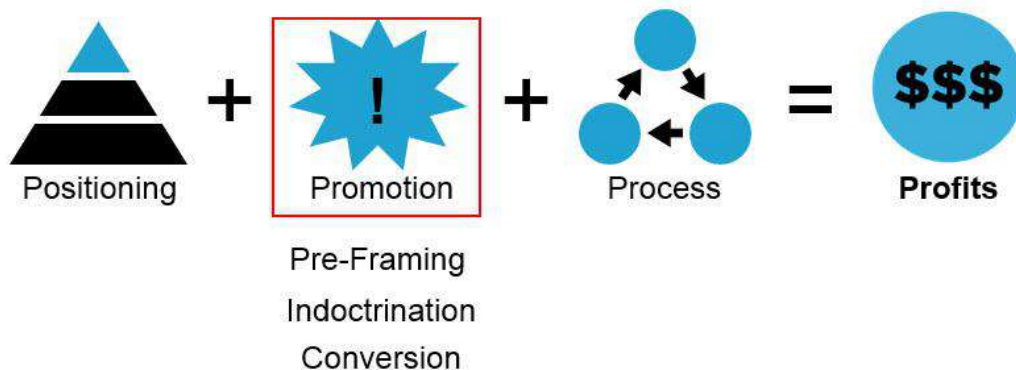 + ! + = $$$
Positioning Promotion Process Profits
Pre-Framing
Indoctrination
Conversion